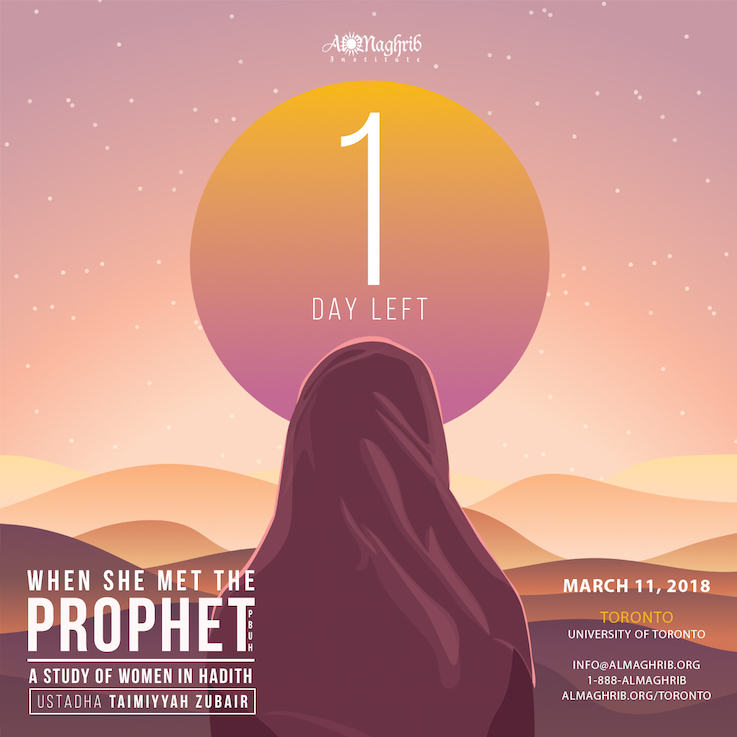 AlMaghrib
Institute
1
DAY LEFT
WHEN SHE MET THE
PROPHET
PBUH
A STUDY OF WOMEN IN HADITH
USTADHA TAIMIYYAH ZUBAIR
MARCH 11, 2018
TORONTO
UNIVERSITY OF TORONTO
INFO@ALMAGHRIB.ORG
1-888-ALMAGHRIB
ALMAGHRIB.ORG/TORONTO